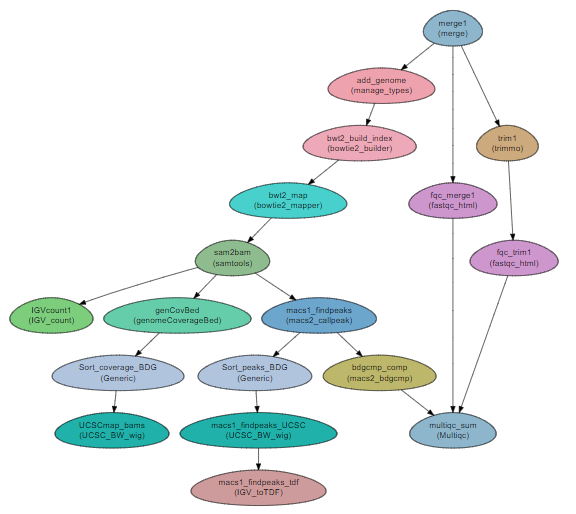 merge1
(merge)
add_genome
(manage_types)
bwt2_build_index
(bowtie2_builder)
trim1
(trimmo)
bwt2_map
(bowtie2_mapper)
fqc_merge1
(fastqc_html)
sam2bam
(samtools)
fqc_trim1
(fastqc_html)
IGVcount1
(IGV_count)
genCovBed
(genomeCoverageBed)
macs1_findpeaks
(macs2_callpeak)
Sort_coverage_BDG
(Generic)
Sort_peaks_BDG
(Generic)
bdgcmp_comp
(macs2_bdgcmp)
UCSCmap_bams
(UCSC_BW_wig)
macs1_findpeaks_UCSC
(UCSC_BW_wig)
multiqc_sum
(Multiqc)
macs1_findpeaks_tdf
(IGV_toTDF)